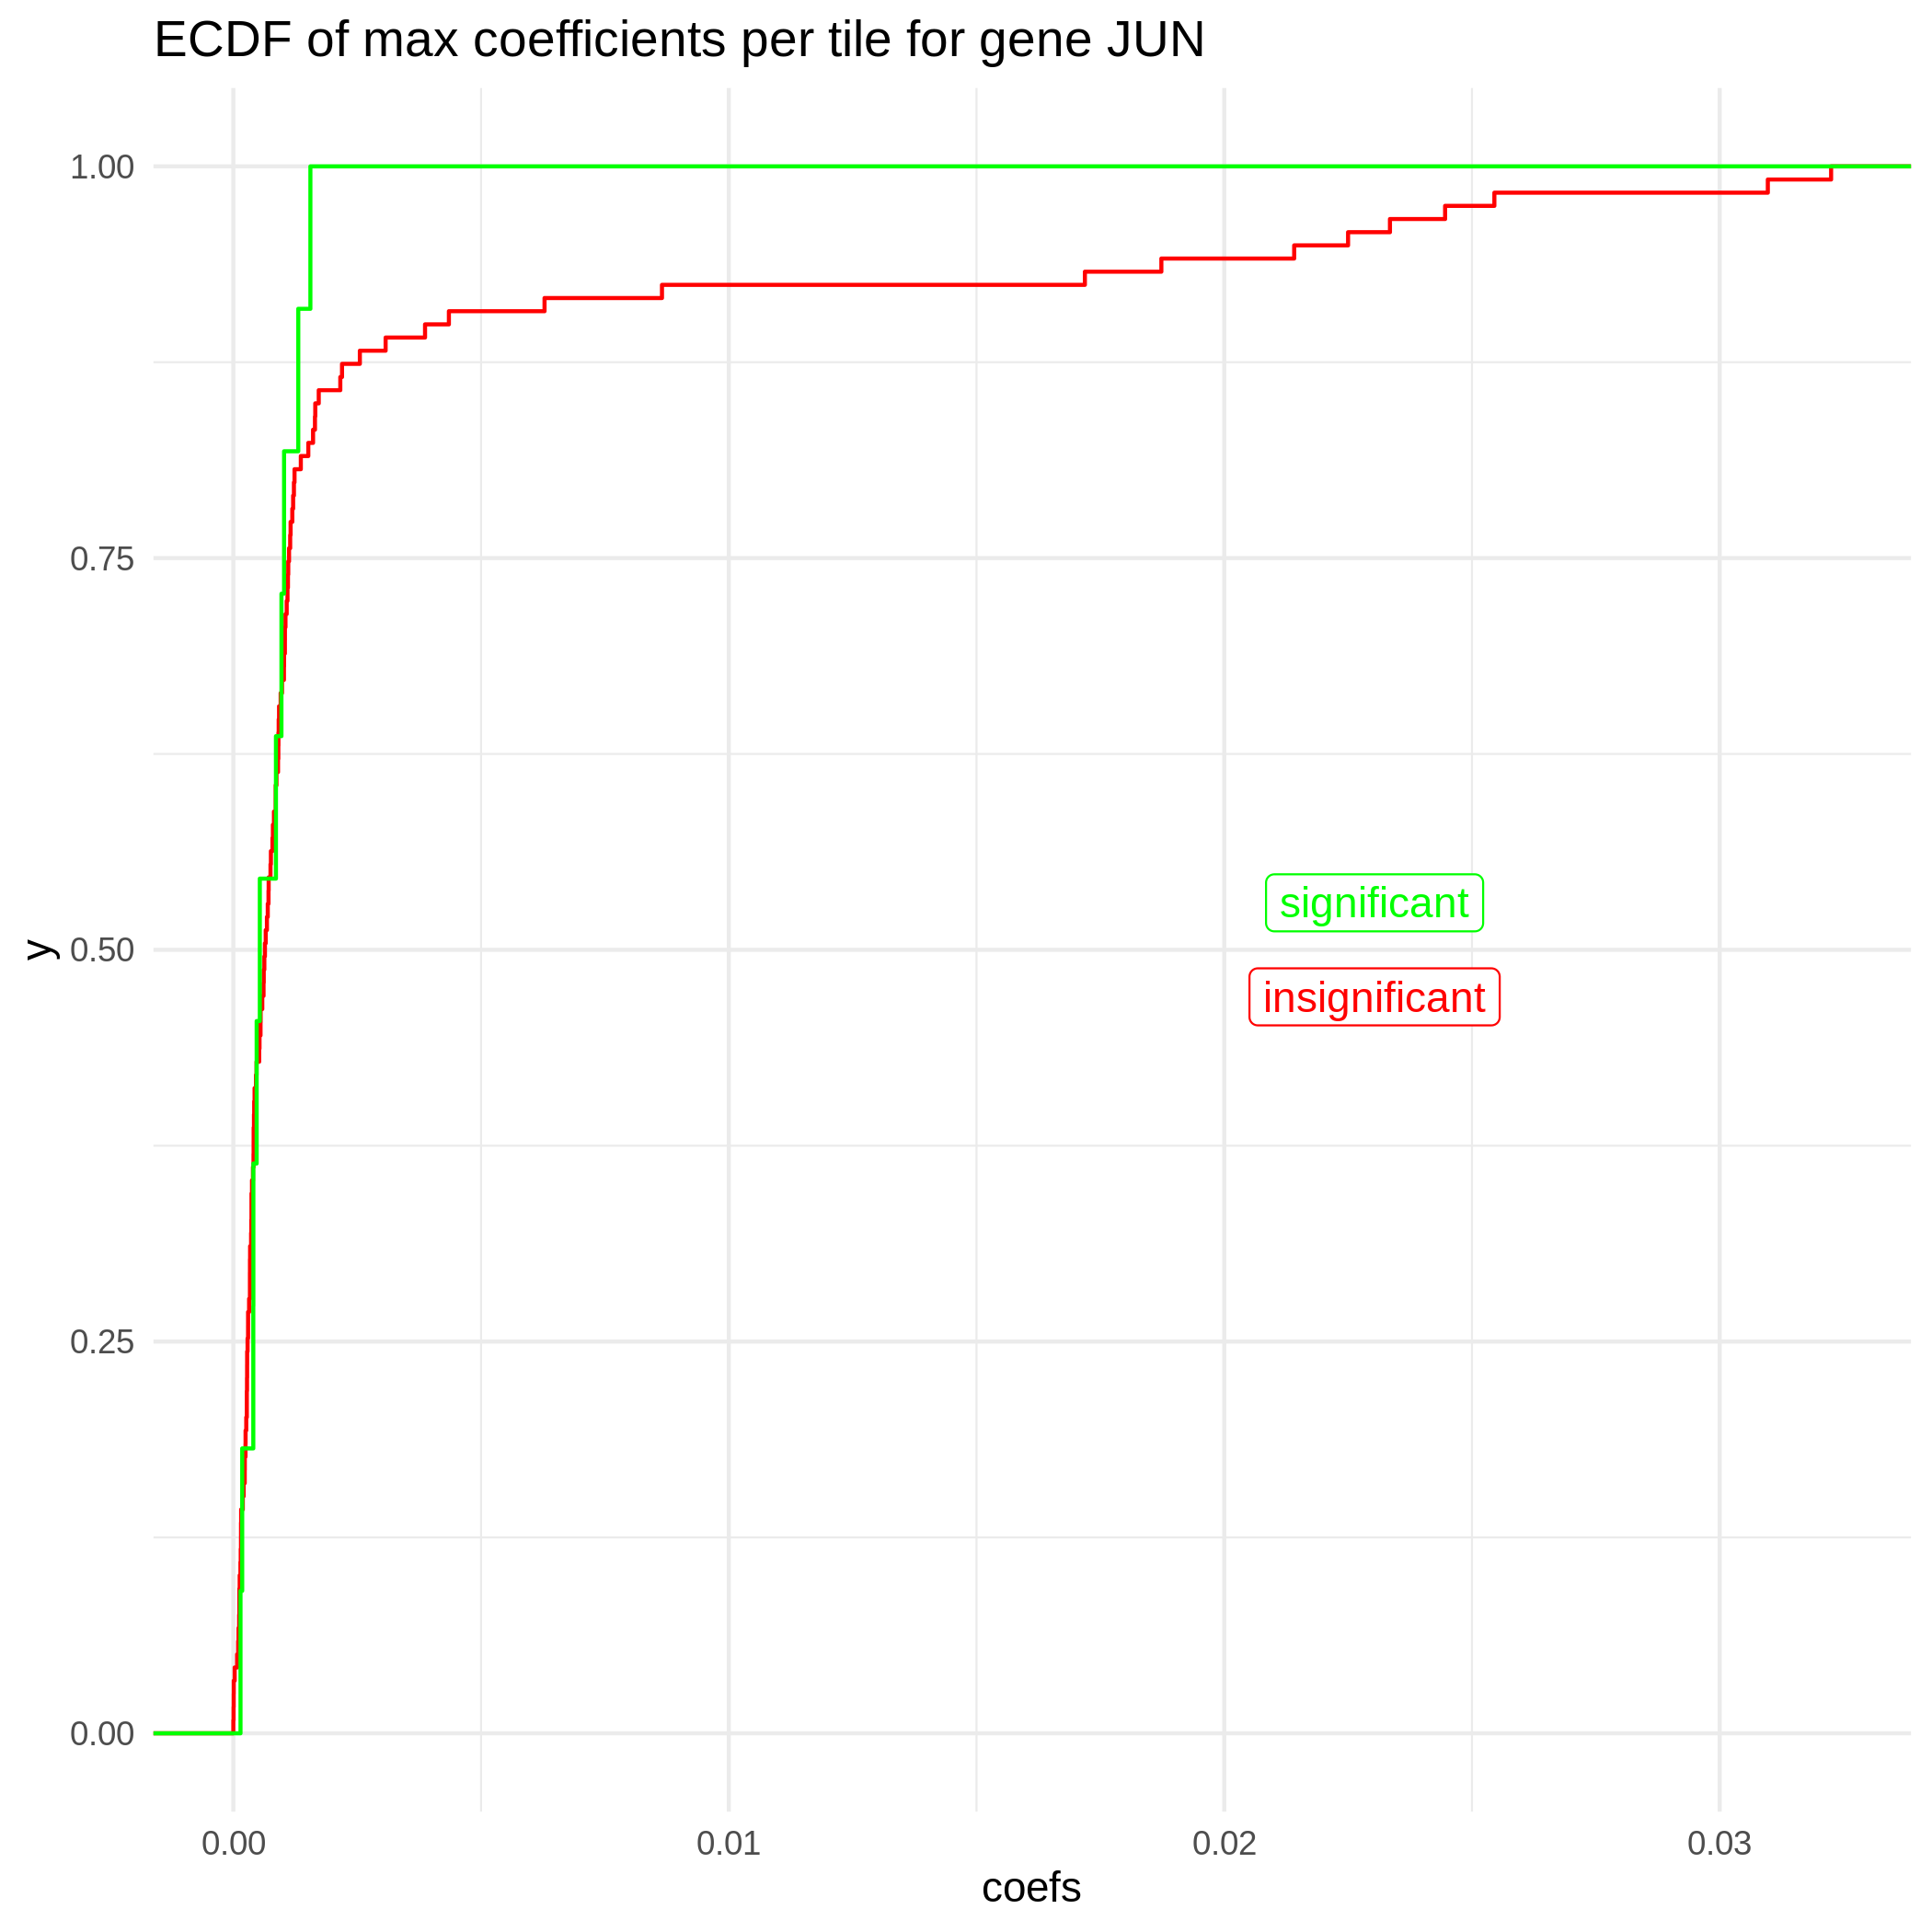 ECDF of max coefficients per tile for gene JUN
1.00
0.75
0.50
0.25
0.00
y
significant
insignificant
0.00 0.01 0.02 0.03
coefs